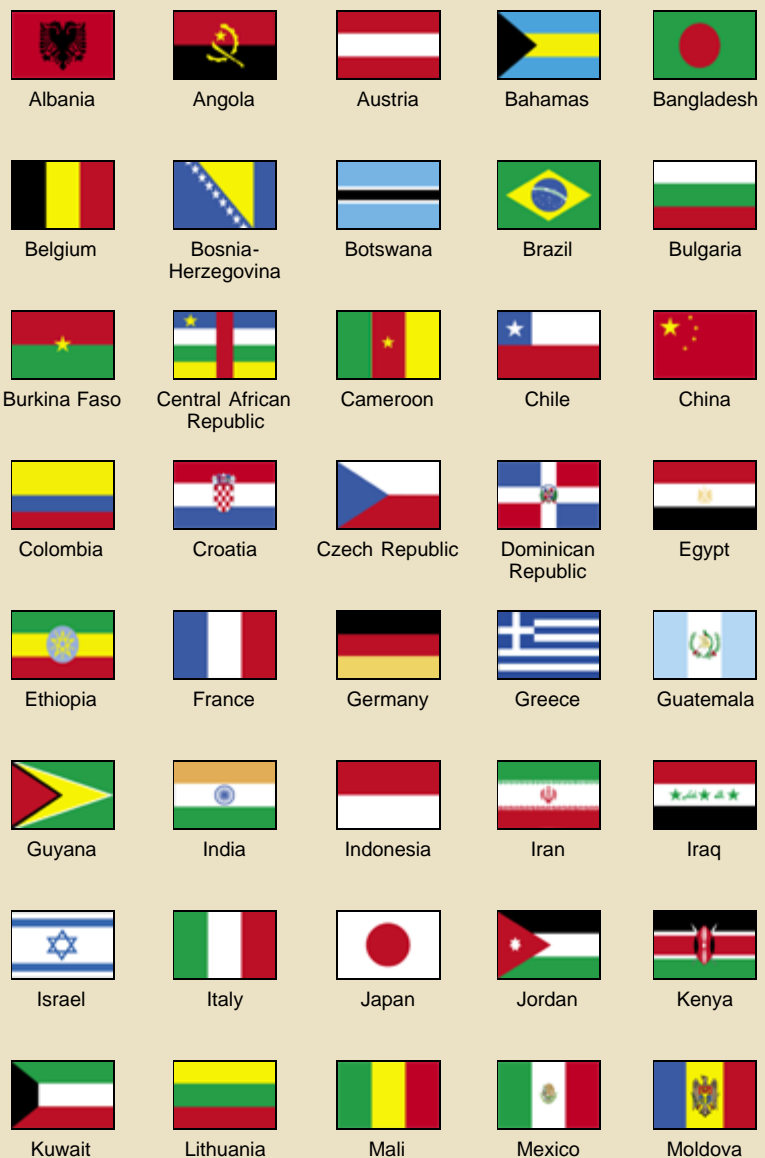 Albania Angola Austria Bahamas Bangladesh
Belgium Bosnia- Botswana Brazil Bulgaria
Herzegovina
Burkina Faso Central African Cameroon Chile China
Republic
Colombia Croatia Czech Republic Dominican Egypt
Republic
Ethiopia France Germany Greece Guatemala
Guyana India Indonesia Iran Iraq
Israel Italy Japan Jordan Kenya
Kuwait Lithuania Mali Mexico Moldova